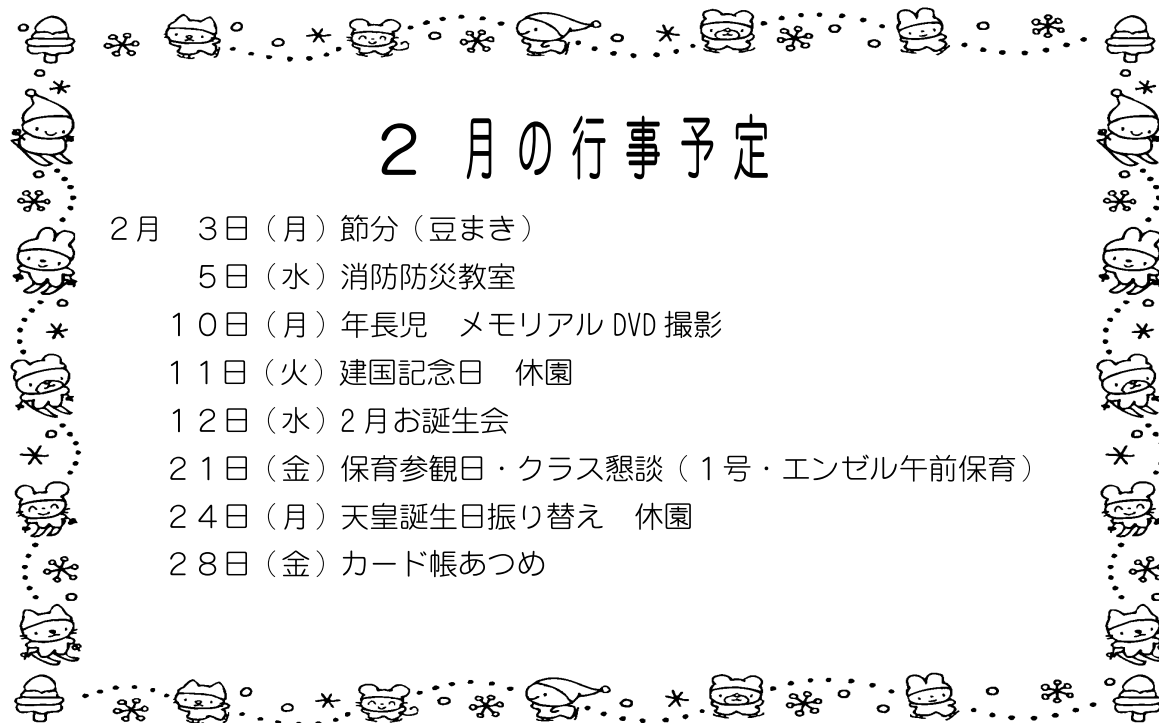 ２月の行事予定
２月　３日（月）節分（豆まき）
５日（水）消防防災教室
１０日（月）年長児　メモリアルDVD撮影
１１日（火）建国記念日　休園
１２日（水）2月お誕生会
２１日（金）保育参観日・クラス懇談（１号・エンゼル午前保育）
２４日（月）天皇誕生日振り替え　休園
２８日（金）カード帳あつめ